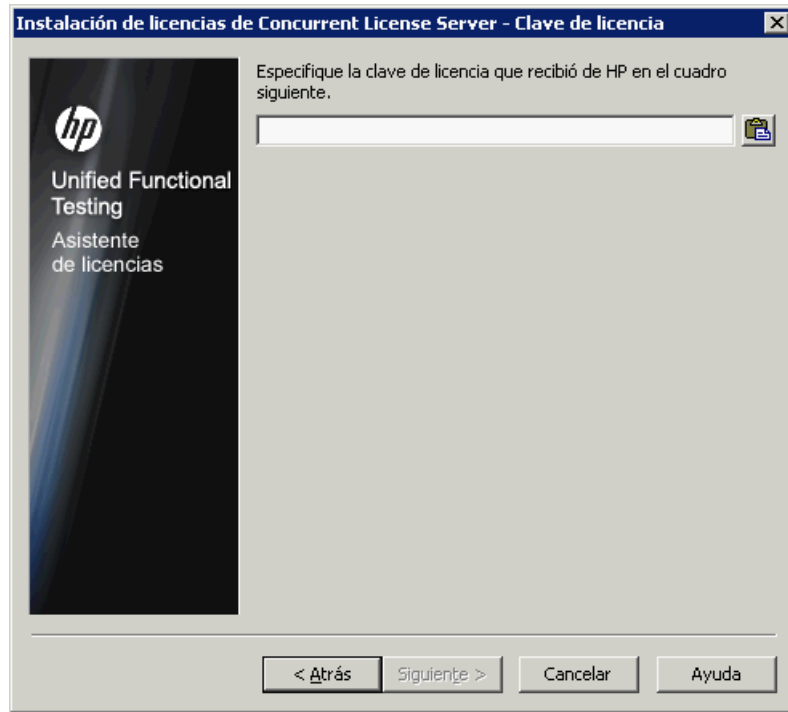 Instalación de licencias de Concurrent License Server - Clave de licencia
Especifique la clave de licencia que recibió de HP en el cuadro
siguiente.
hp
Unified Functional
Testing
Asistente
de licencias
< Atrás
Siguiente >
Cancelar
Ayuda